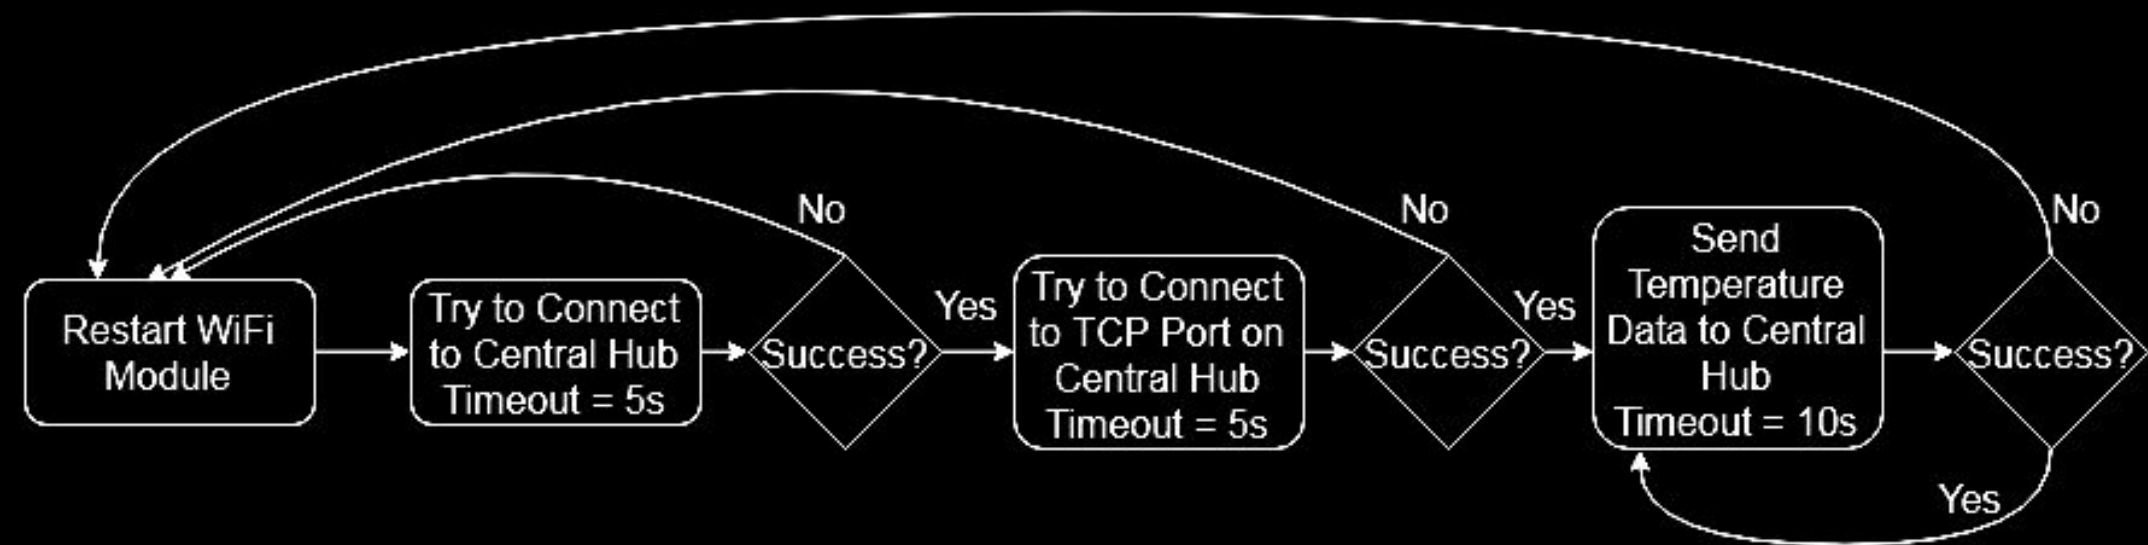 Restart WiFi
Module
Try to Connect
to Central Hub
Timeout = 5s
Success?
No
Yes
Try to Connect
to TCP Port on
Central Hub
Timeout = 5s
Success?
No
Yes
Send
Temperature
Data to Central
Hub
Timeout = 10s
Success?
No
Yes